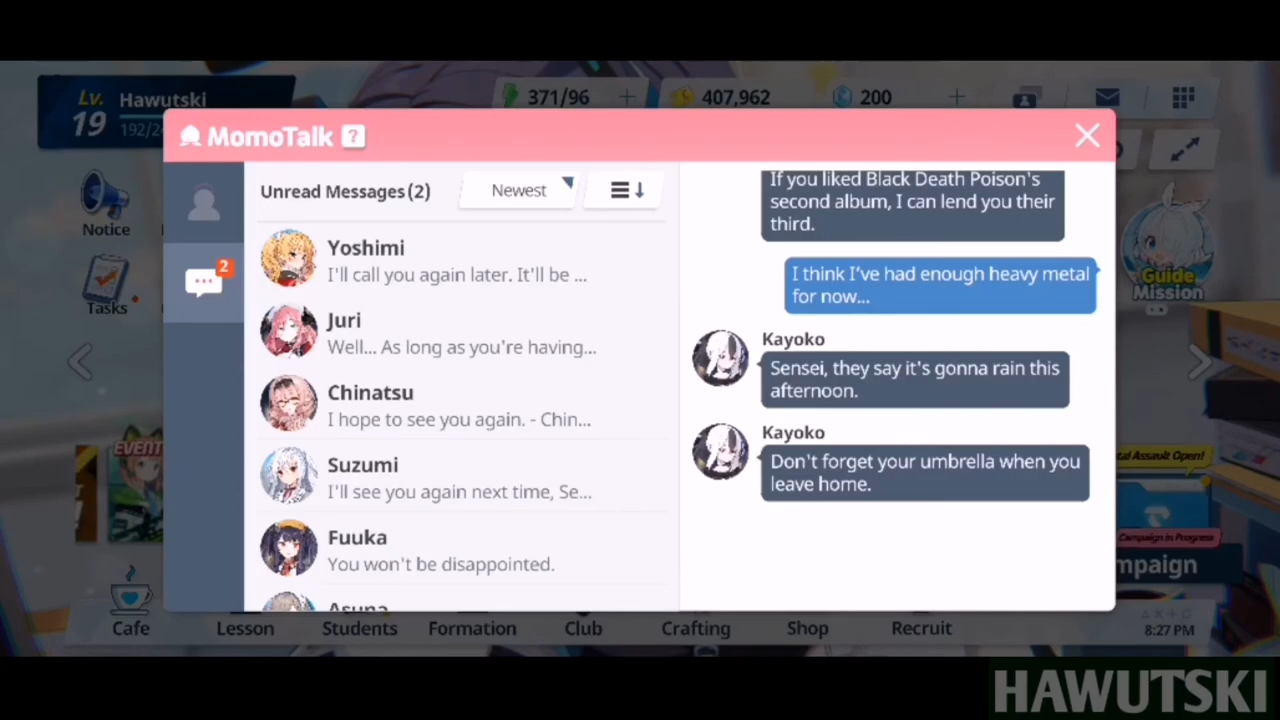 Lv.
19
Hawutski
371/96
407,962
200
MomoTalk ?
Notice
Tasks
EVENT
Unread Messages (2)
Newest
2
Yoshimi
I'll call you again later. It'll be ...
Juri
Well... As long as you're having...
Chinatsu
I hope to see you again. - Chin...
Suzumi
I'll see you again next time, Se...
Fuuka
You won't be disappointed.
Asuna
If you liked Black Death Poison's
second album, I can lend you their
third.
I think I've had enough heavy metal
for now...
Kayoko
Sensei, they say it's gonna rain this
afternoon.
Kayoko
Don't forget your umbrella when you
leave home.
Guide
Mission
Assault Open!
Campaign in Progress
Cafe
Lesson
Students
Formation
Club
Crafting
Shop
Recruit
8:27 PM
HAWUTSKI